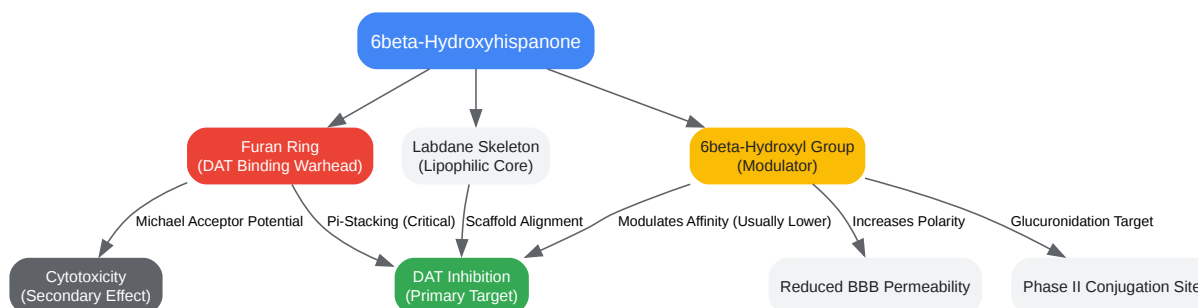 6beta-Hydroxyhispanone
Furan Ring
(DAT Binding Warhead)
Labdane Skeleton
(Lipophilic Core)
6beta-Hydroxyl Group
(Modulator)
Michael Acceptor Potential
Pi-Stacking (Critical)
Scaffold Alignment
Modulates Affinity (Usually Lower)
Increases Polarity
Glucuronidation Target
Cytotoxicity
(Secondary Effect)
DAT Inhibition
(Primary Target)
Reduced BBB Permeability
Phase II Conjugation Site